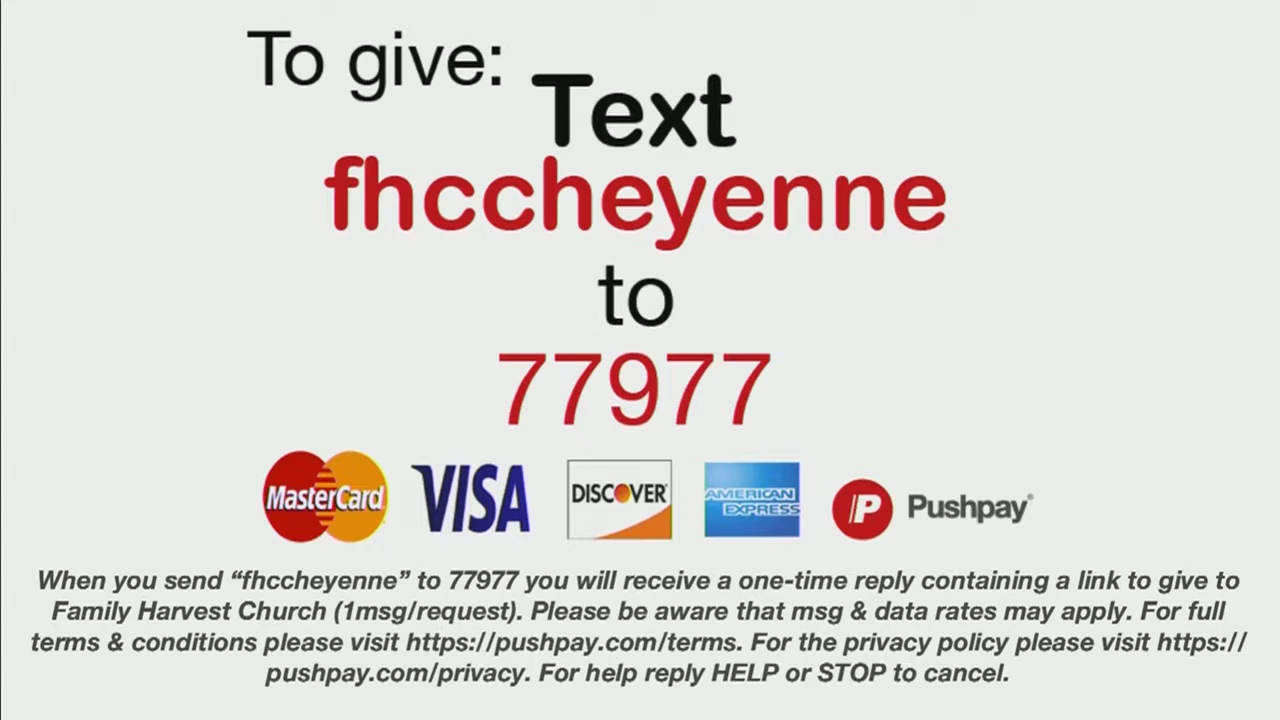 To give:
Text
fhccheyenne
to
77977
MasterCard VISA DISCOVER AMERICAN EXPRESS P Pushpay®
When you send “fhccheyenne” to 77977 you will receive a one-time reply containing a link to give to
Family Harvest Church (1msg/request). Please be aware that msg & data rates may apply. For full
terms & conditions please visit https://pushpay.com/terms. For the privacy policy please visit https://
pushpay.com/privacy. For help reply HELP or STOP to cancel.